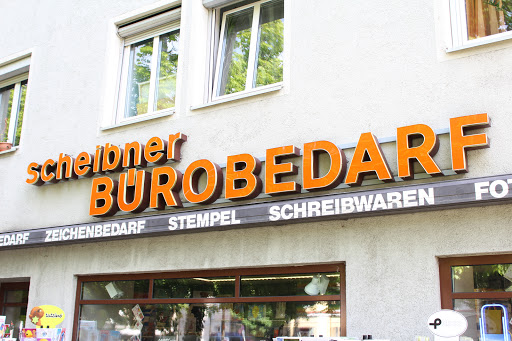 scheibner
BÜROBEDARF
EDARF ZEICHENBEDARF STEMPEL SCHREIBWAREN FOT